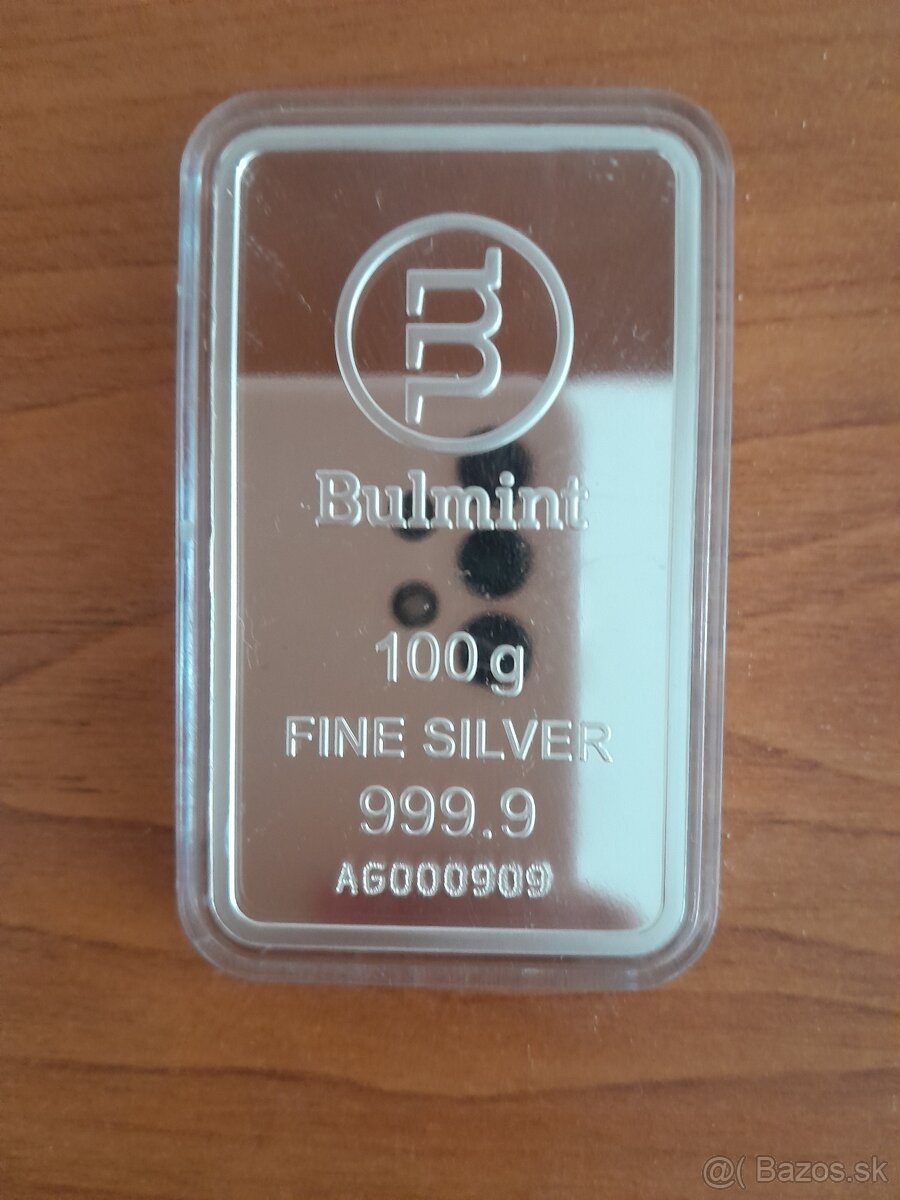 Bulmint
100g
FINE SILVER
999.9
AG000909
@( Bazos.sk